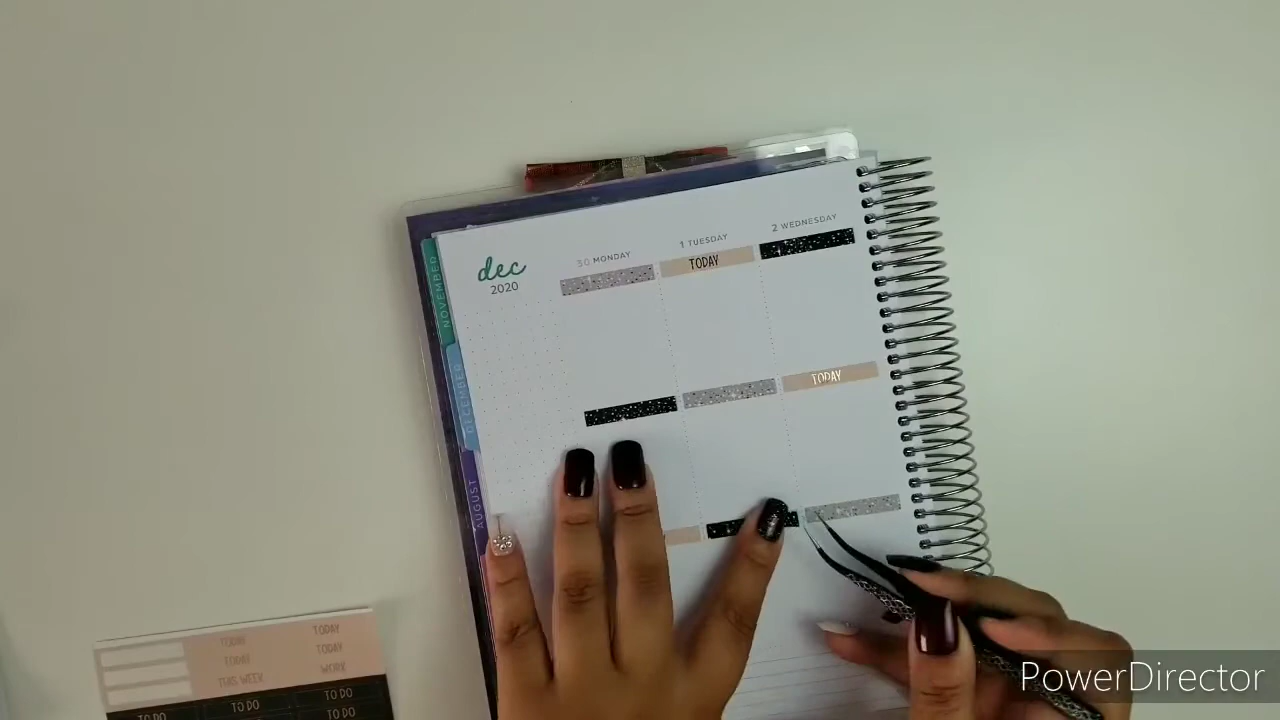 dec
2020
30 MONDAY
1 TUESDAY
2 WEDNESDAY
TODAY
TODAY
NOVEMBER
DECEMBER
AUGUST
TODAY TODAY
TODAY TODAY
THIS WEEK WORK
TO DO TO DO TO DO
TO DO
PowerDirector